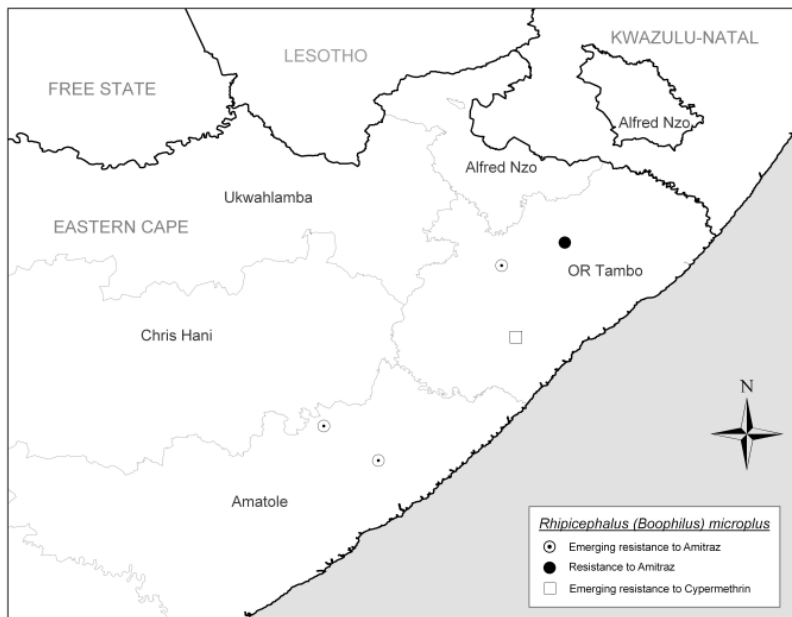 KWAZULU-NATAL
LESOTHO
FREE STATE
Alfred Nzo
Alfred Nzo
Ukwahlamba
EASTERN CAPE
OR Tambo
Chris Hani
N
Amatole
Rhipicephalus (Boophilus) microplus
Emerging resistance to Amitraz
Resistance to Amitraz
Emerging resistance to Cypermethrin